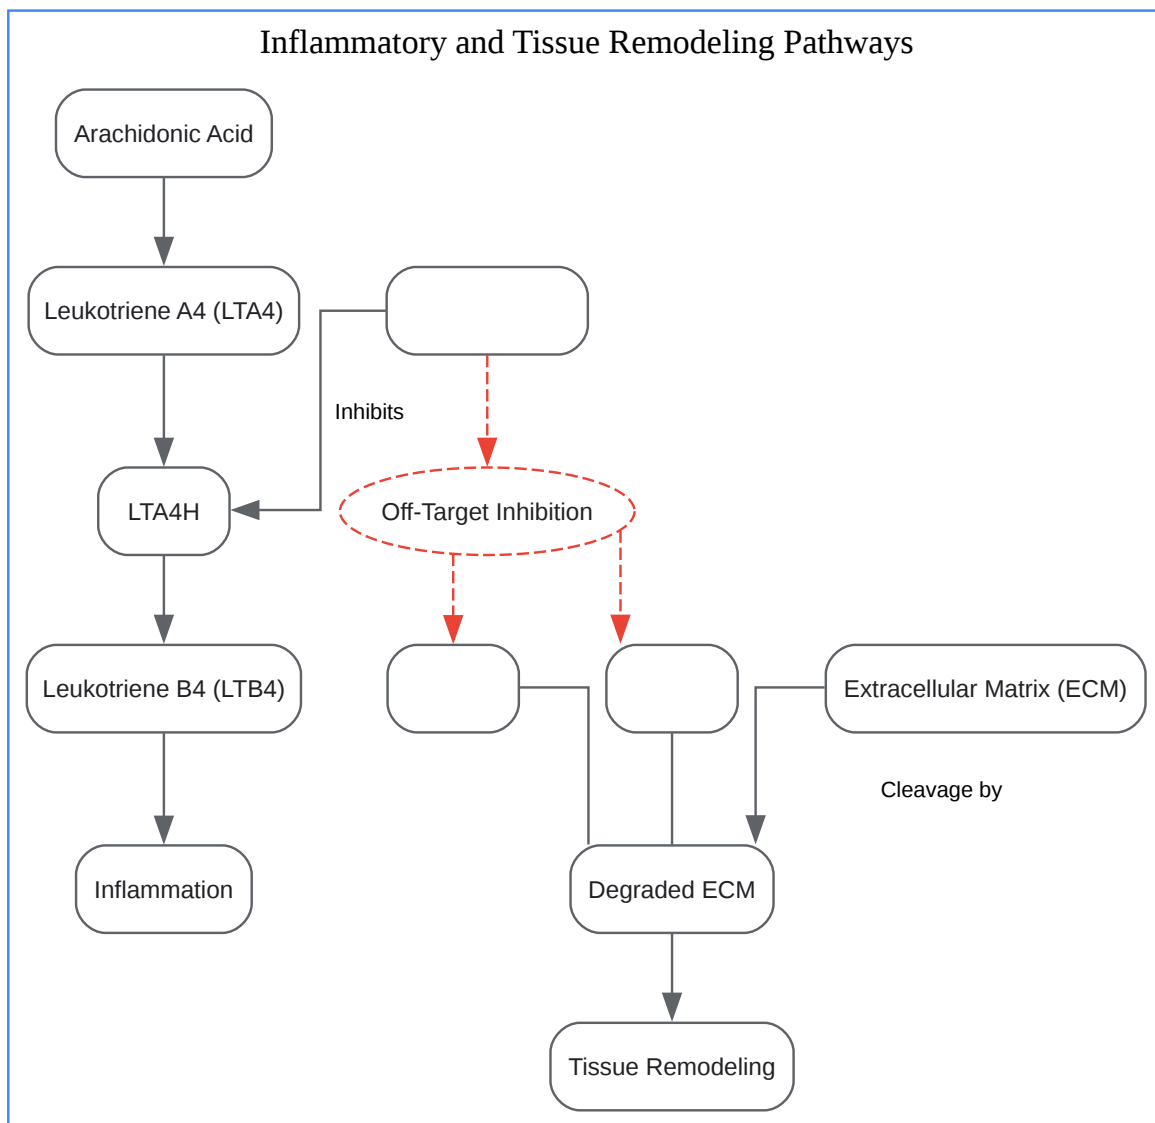 Inflammatory and Tissue Remodeling Pathways
Arachidonic Acid
Leukotriene A4 (LTA4)
Inhibits
LTA4H
Off-Target Inhibition
Leukotriene B4 (LTB4)
Extracellular Matrix (ECM)
Cleavage by
Inflammation
Degraded ECM
Tissue Remodeling